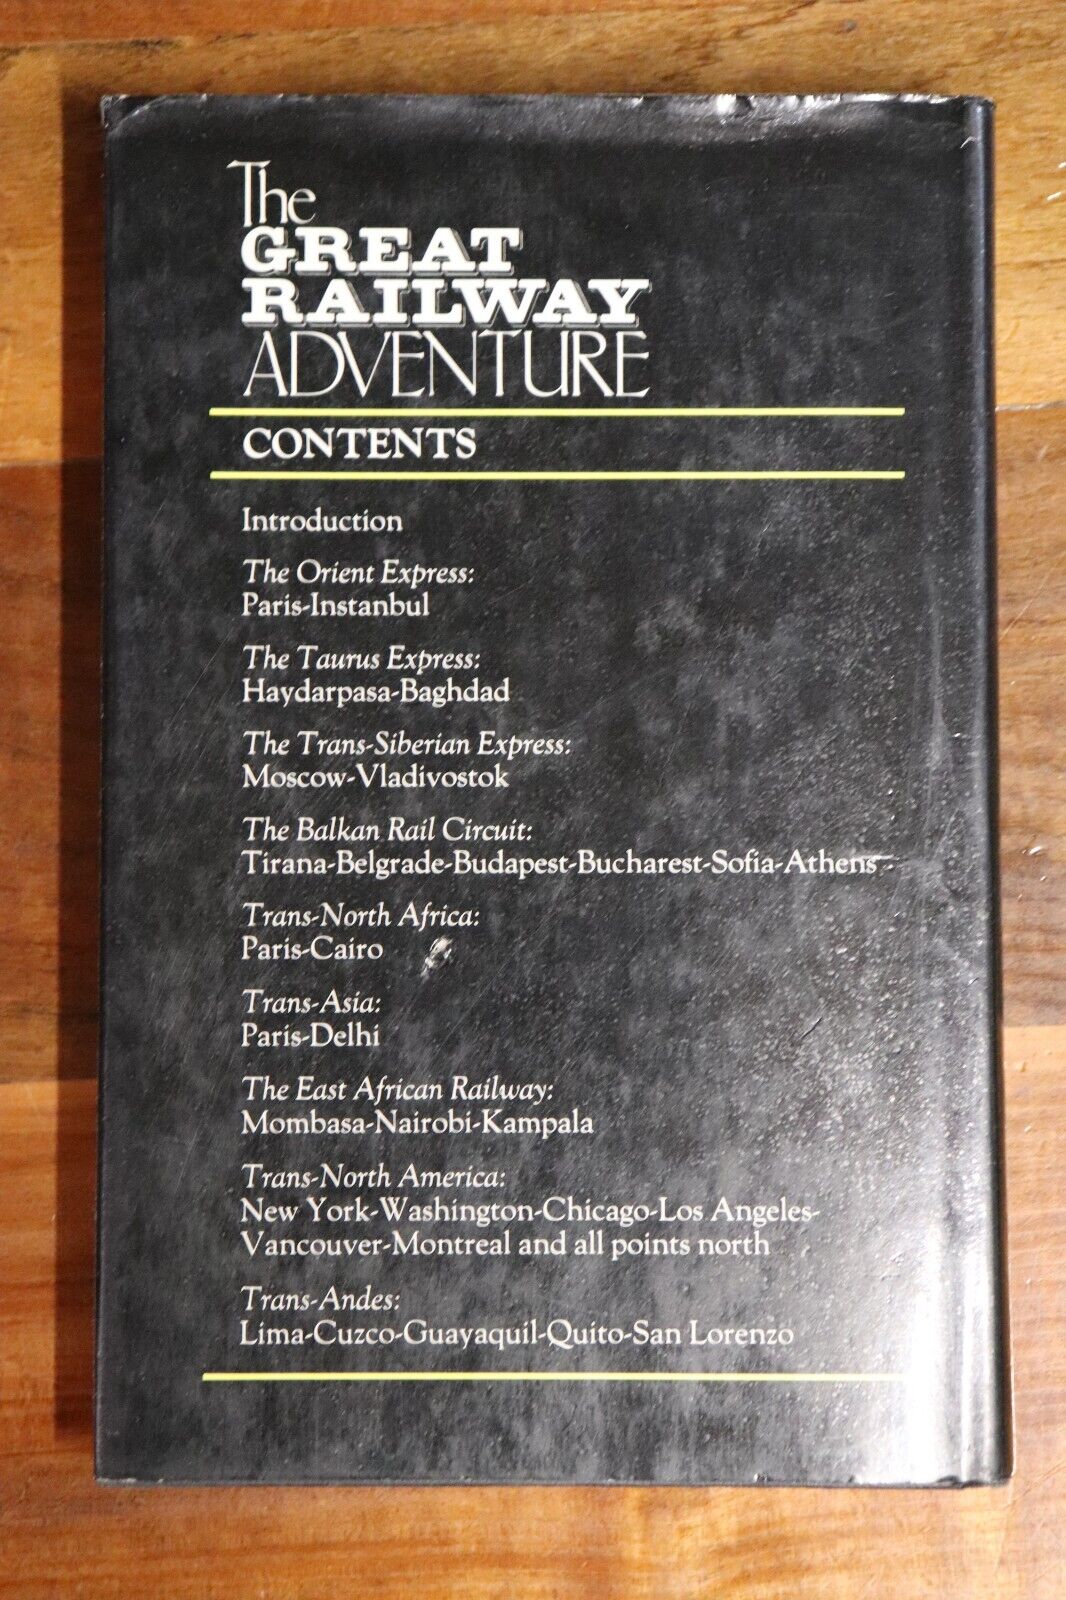 The
GREAT
RAILWAY
ADVENTURE
CONTENTS
Introduction
The Orient Express:
Paris-Instanbul
The Taurus Express:
Haydarpasa-Baghdad
The Trans-Siberian Express:
Moscow-Vladivostok
The Balkan Rail Circuit:
Tirana-Belgrade-Budapest-Bucharest-Sofia-Athens
Trans-North Africa:
Paris-Cairo
Trans-Asia:
Paris-Delhi
The East African Railway:
Mombasa-Nairobi-Kampala
Trans-North America:
New York-Washington-Chicago-Los Angeles-
Vancouver-Montreal and all points north
Trans-Andes:
Lima-Cuzco-Guayaquil-Quito-San Lorenzo